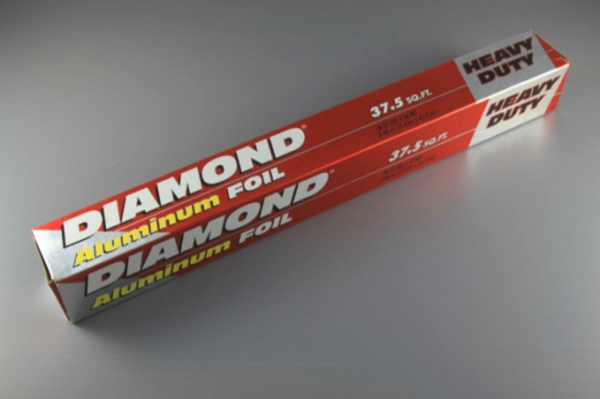 DIAMOND®
Aluminum FOIL
37.5 SQ.FT.
HEAVY
DUTY
DIAMOND®
Aluminum FOIL
37.5 SQ.FT.
HEAVY
DUTY